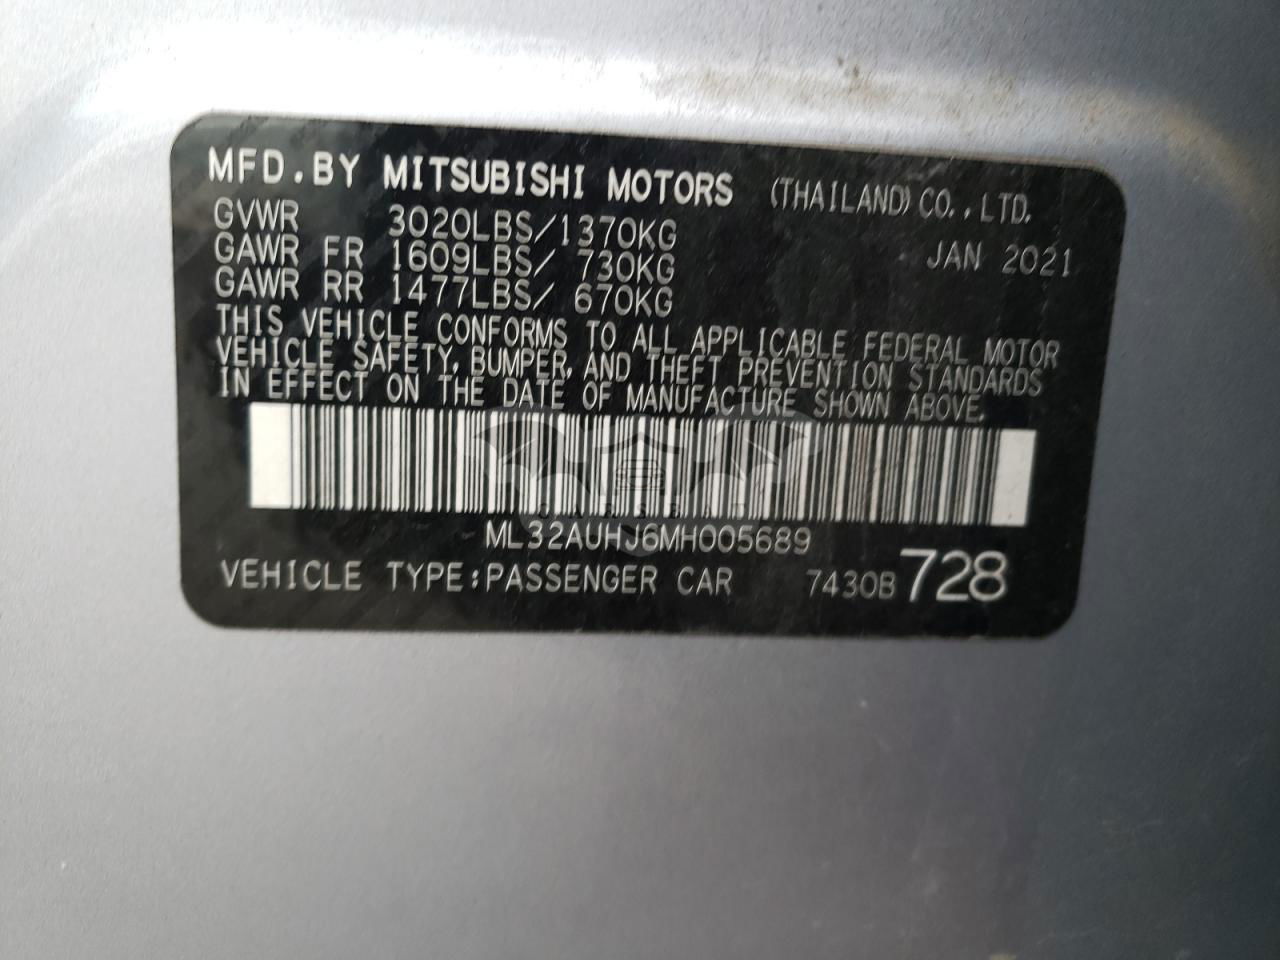 MFD.BY MITSUBISHI MOTORS (THAILAND) CO.,LTD.
GVWR 3020LBS/1370KG JAN 2021
GAWR FR 1609LBS/ 730KG
GAWR RR 1477LBS/ 670KG
THIS VEHICLE CONFORMS TO ALL APPLICABLE FEDERAL MOTOR
VEHICLE SAFETY, BUMPER, AND THEFT PREVENTION STANDARDS
IN EFFECT ON THE DATE OF MANUFACTURE SHOWN ABOVE.
CARSBAT
ML32AUHJ6MH005689
VEHICLE TYPE:PASSENGER CAR 7430B 728